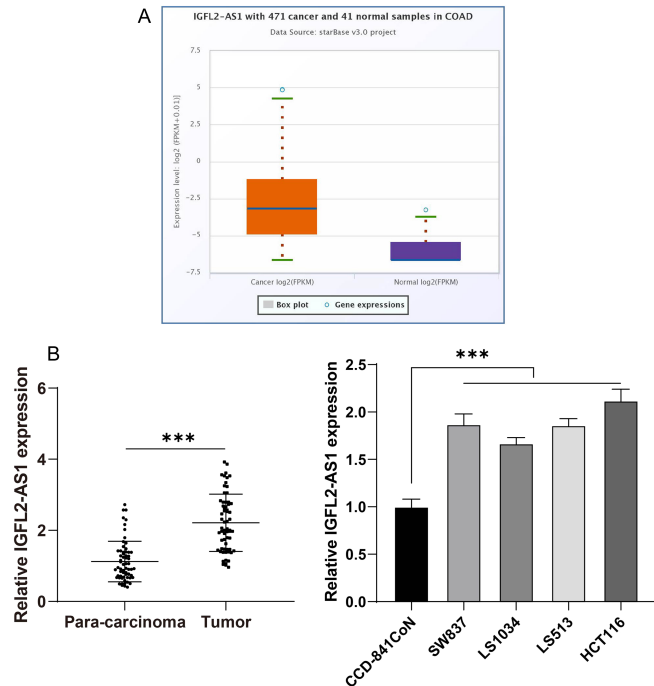 A
IGFL2-AS1 with 471 cancer and 41 normal samples in COAD
Data Source: starBase v3.0 project
Expression level: log2 (FPKM+0.01)]
7.5
5
2.5
0
−2.5
−5
−7.5
Cancer log2(FPKM)
Normal log2(FPKM)
Box plot
Gene expressions
B
Relative IGFL2-AS1 expression
6
4
2
0
***
Para-carcinoma
Tumor
Relative IGFL2-AS1 expression
2.5
2.0
1.5
1.0
0.5
0.0
***
CCD-841CoN
SW837
LS1034
LS513
HCT116